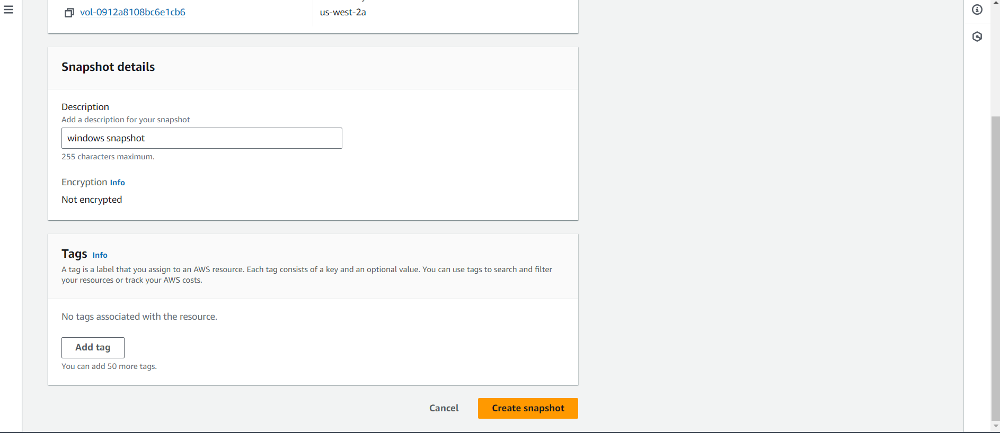 vol-0912a8108bc6e1cb6
us-west-2a
Snapshot details
Description
Add a description for your snapshot
windows snapshot
255 characters maximum.
Encryption Info
Not encrypted
Tags Info
A tag is a label that you assign to an AWS resource. Each tag consists of a key and an optional value. You can use tags to search and filter
your resources or track your AWS costs.
No tags associated with the resource.
Add tag
You can add 50 more tags.
Cancel
Create snapshot